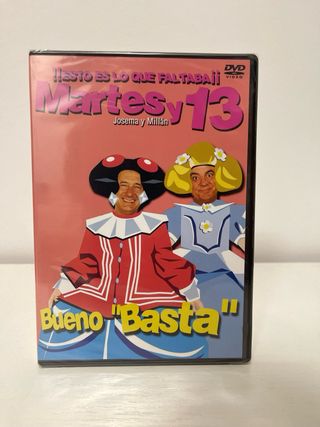 ¡¡ESTO ES LO QUE FALTABA¡¡
DVD
VIDEO
Martes y 13
Josema y Millán
Bueno "Basta"